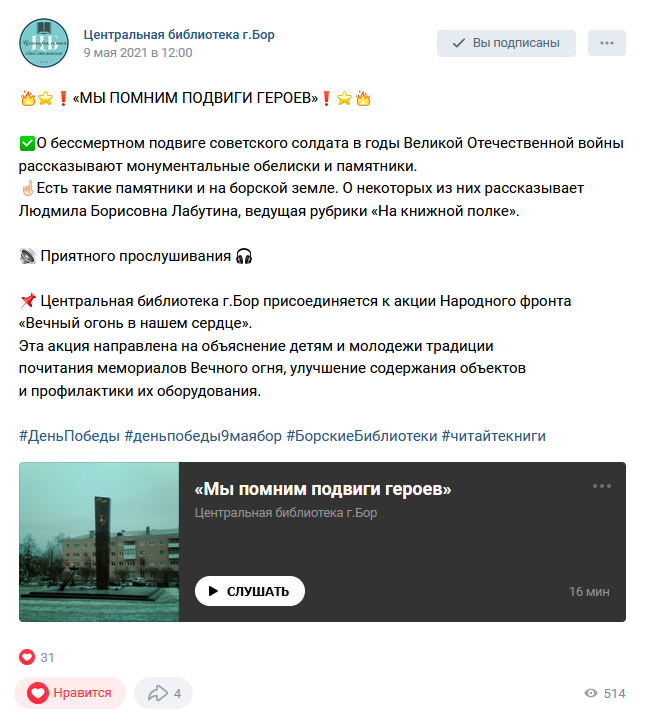 Центральная библиотека г.Бор
9 мая 2021 в 12:00
Вы подписаны
🔥⭐❗«МЫ ПОМНИМ ПОДВИГИ ГЕРОЕВ»❗⭐🔥
✅О бессмертном подвиге советского солдата в годы Великой Отечественной войны
рассказывают монументальные обелиски и памятники.
☝🏻Есть такие памятники и на борской земле. О некоторых из них рассказывает
Людмила Борисовна Лабутина, ведущая рубрики «На книжной полке».
🔊 Приятного прослушивания 🎧
📌 Центральная библиотека г.Бор присоединяется к акции Народного фронта
«Вечный огонь в нашем сердце».
Эта акция направлена на объяснение детям и молодежи традиции
почитания мемориалов Вечного огня, улучшение содержания объектов
и профилактики их оборудования.
#ДеньПобеды #деньпобеды9маябор #БорскиеБиблиотеки #читайтекниги
«Мы помним подвиги героев»
Центральная библиотека г.Бор
СЛУШАТЬ
16 мин
31
Нравится
4
514